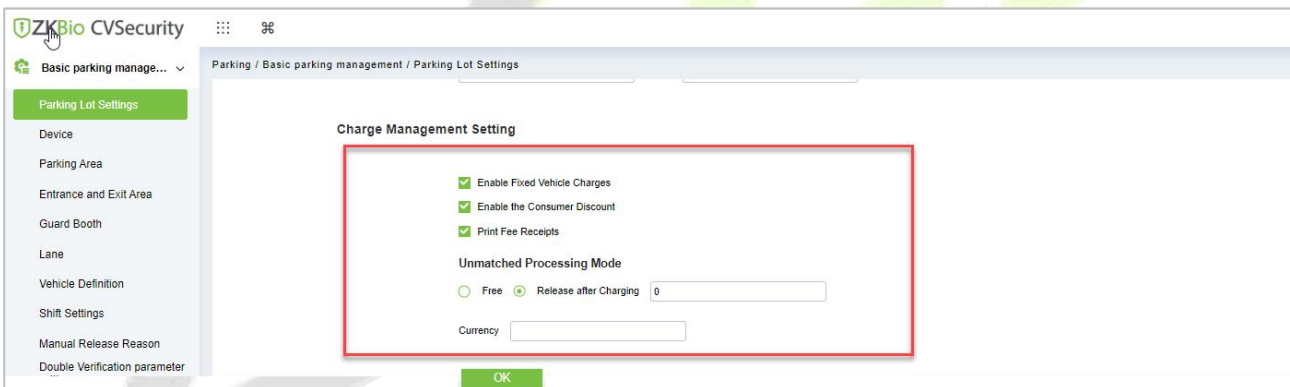 ZKBio CVSecurity
Basic parking manage...
Parking / Basic parking management / Parking Lot Settings
Parking Lot Settings
Device
Parking Area
Entrance and Exit Area
Guard Booth
Lane
Vehicle Definition
Shift Settings
Manual Release Reason
Double Verification parameter
Charge Management Setting
Enable Fixed Vehicle Charges
Enable the Consumer Discount
Print Fee Receipts
Unmatched Processing Mode
Free Release after Charging 0
Currency
OK